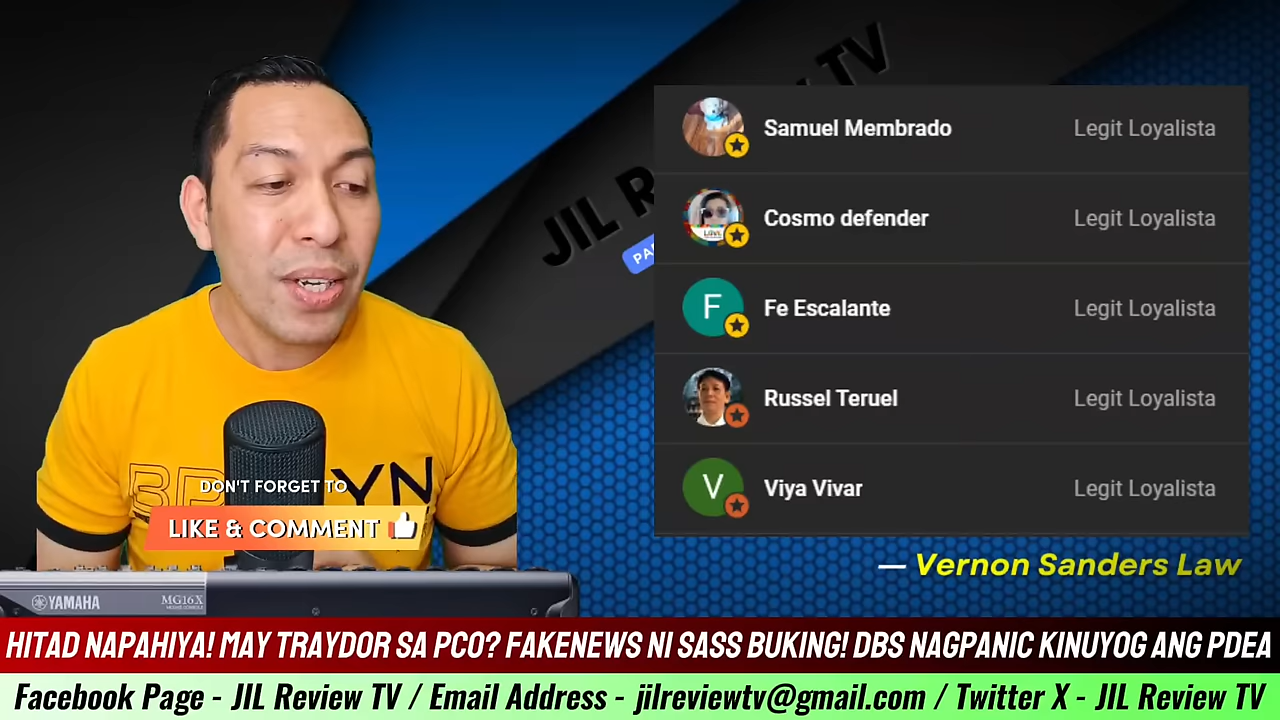 JIL R
TV
PA
Samuel Membrado Legit Loyalista
Cosmo defender Legit Loyalista
Fe Escalante Legit Loyalista
F
Russel Teruel Legit Loyalista
Viya Vivar Legit Loyalista
V
— Vernon Sanders Law
YN
DON'T FORGET TO
LIKE & COMMENT
YAMAHA
MG16X
HITAD NAPAHIYA! MAY TRAYDOR SA PCO? FAKENEWS NI SASS BUKING! DBS NAGPANIC KINUYOG ANG PDEA
Facebook Page - JIL Review TV / Email Address - jilreviewtv@gmail.com / Twitter X - JIL Review TV